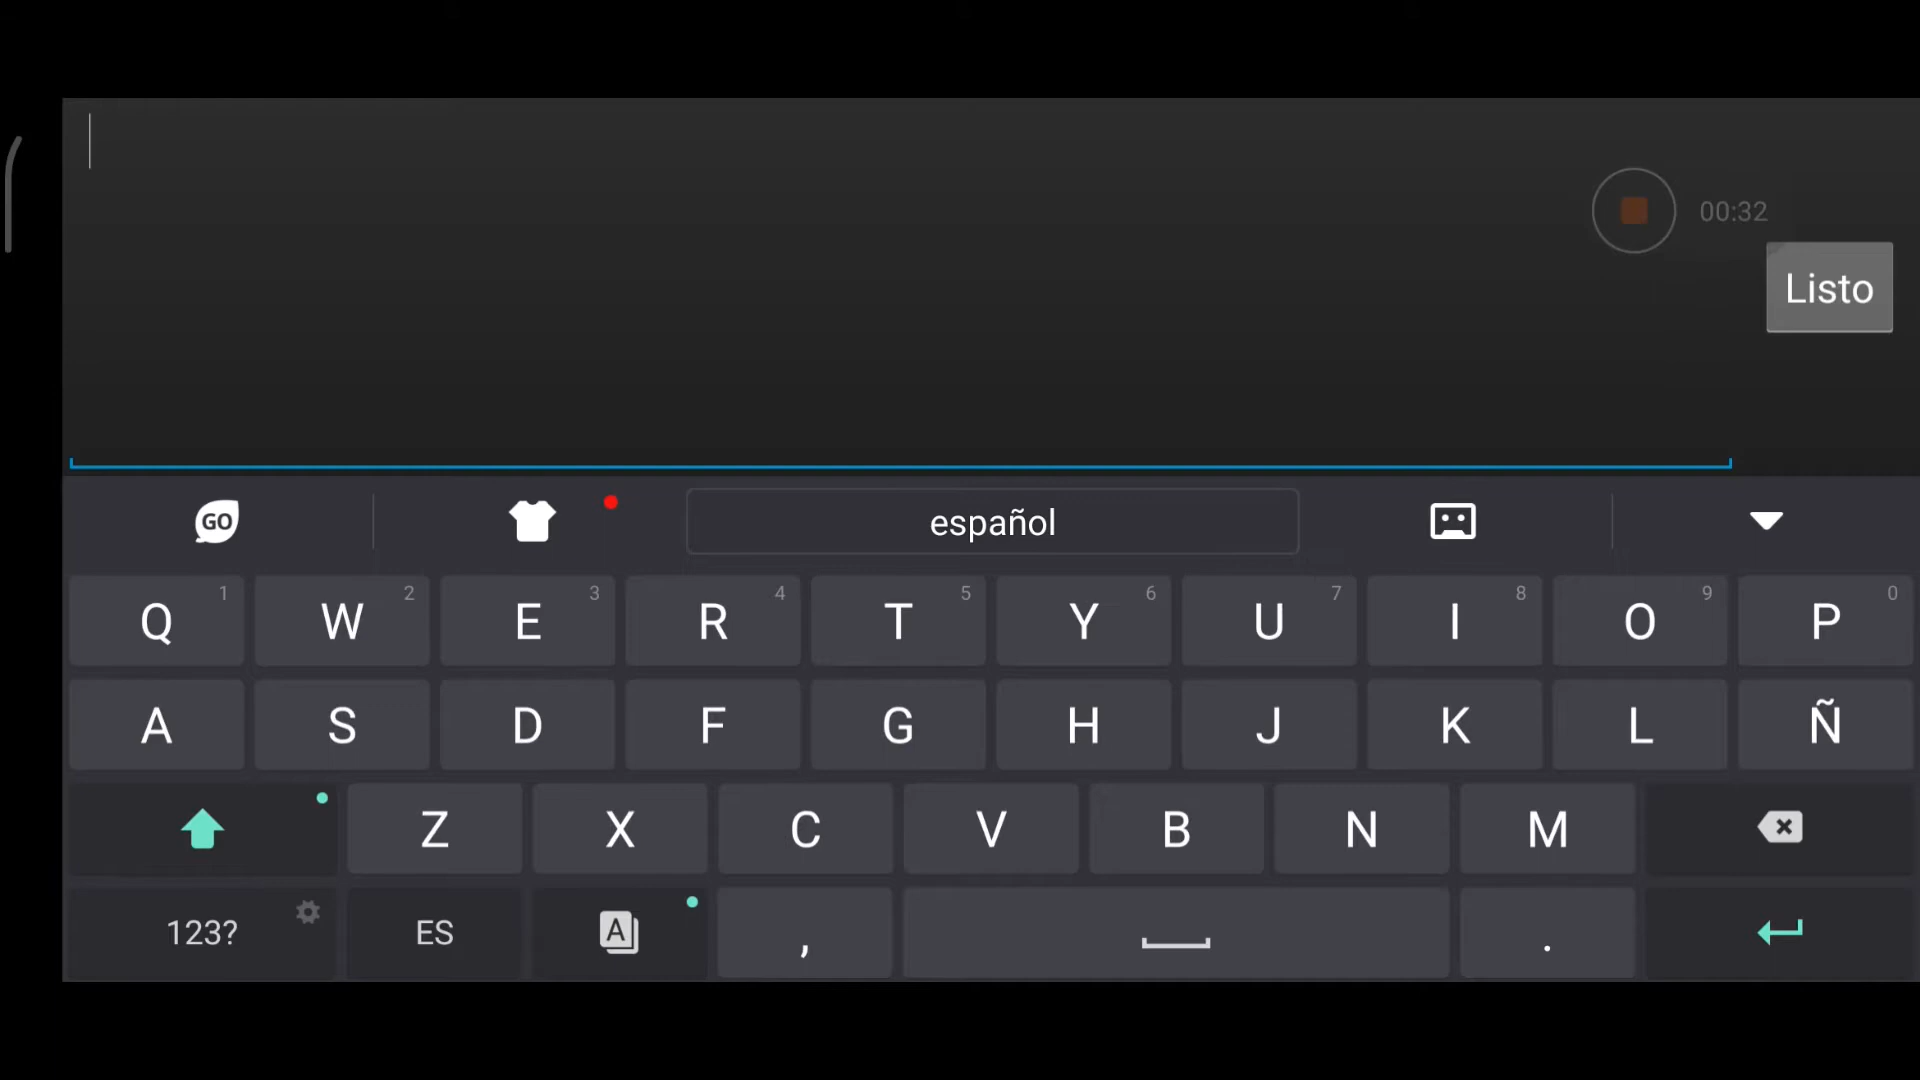 00:32
Listo
GO español
1 2 3 4 5 6 7 8 9 0
Q W E R T Y U I O P
A S D F G H J K L Ñ
Z X C V B N M
123? ES A , .